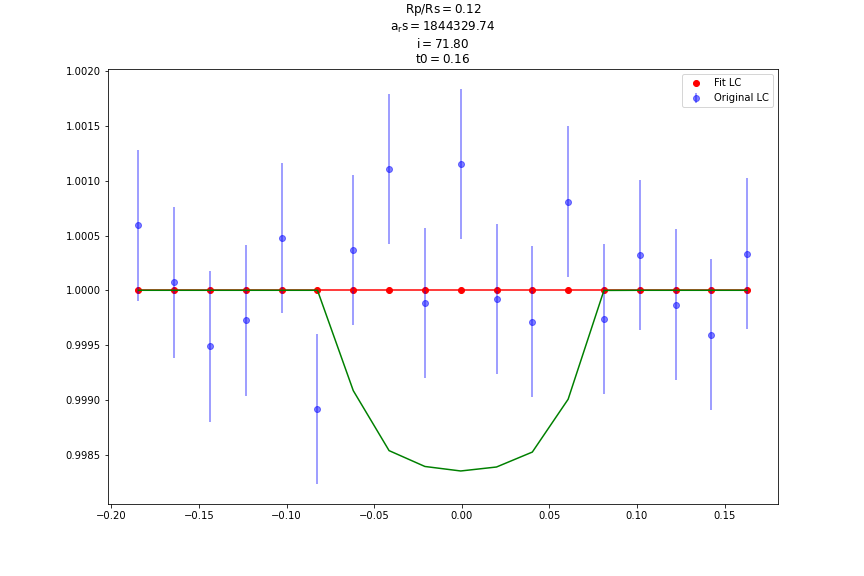 Rp/Rs = 0.12
aᵣs = 1844329.74
i = 71.80
t0 = 0.16
1.0020
1.0015
1.0010
1.0005
1.0000
0.9995
0.9990
0.9985
Fit LC
Original LC
−0.20 −0.15 −0.10 −0.05 0.00 0.05 0.10 0.15